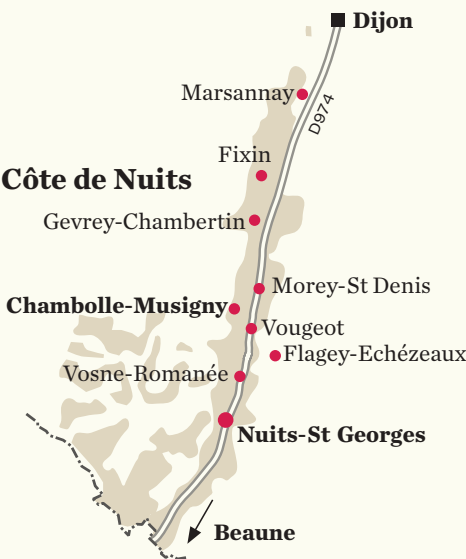 Dijon
Marsannay
D974
Fixin
Côte de Nuits
Gevrey-Chambertin
Morey-St Denis
Chambolle-Musigny
Vougeot
Flagey-Echézeaux
Vosne-Romanée
Nuits-St Georges
Beaune